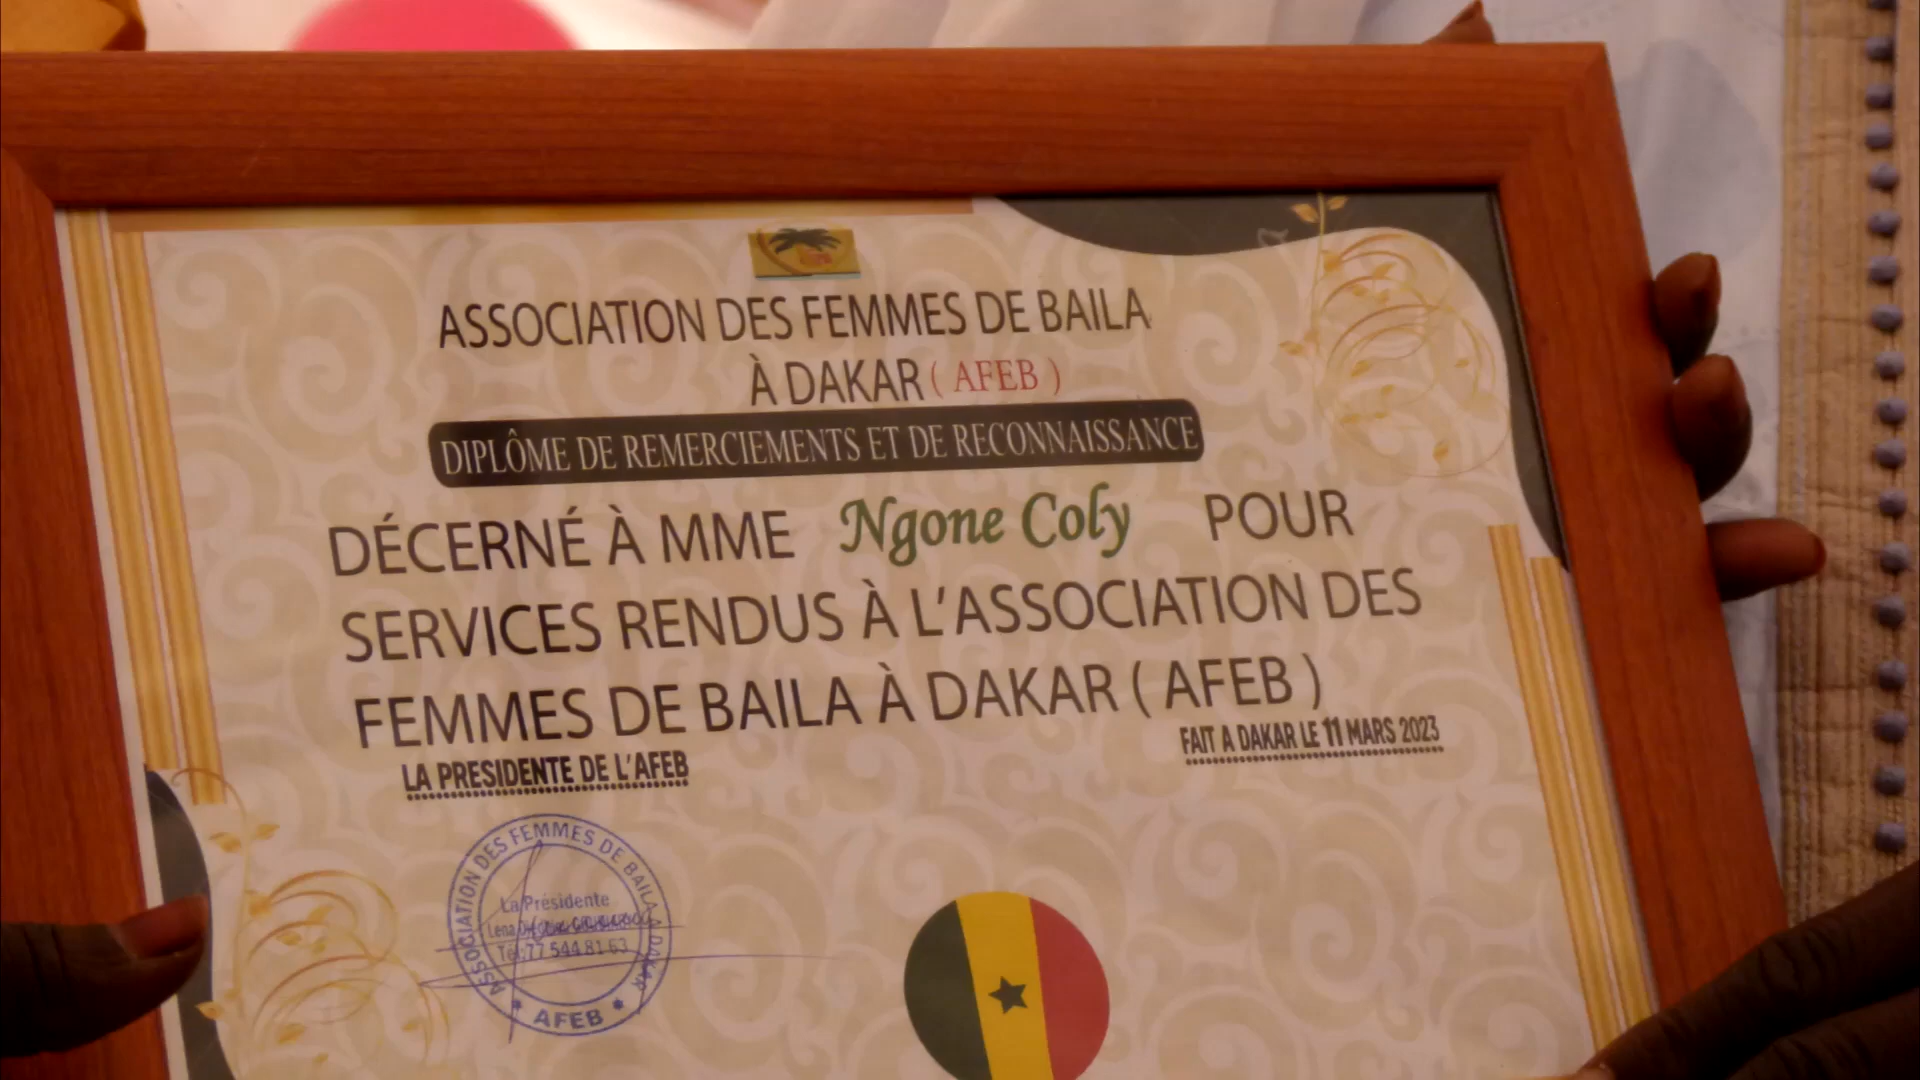 ASSOCIATION DES FEMMES DE BAILA
À DAKAR ( AFEB )
DIPLÔME DE REMERCIEMENTS ET DE RECONNAISSANCE
DÉCERNÉ À MME Ngone Coly POUR
SERVICES RENDUS À L'ASSOCIATION DES
FEMMES DE BAILA À DAKAR ( AFEB )
FAIT A DAKAR LE 11 MARS 2023
LA PRESIDENTE DE L'AFEB
ASSOCIATION DES FEMMES DE BAILA A DAKAR
La Présidente
Lena
Tél:77 544 81 63
* AFEB *